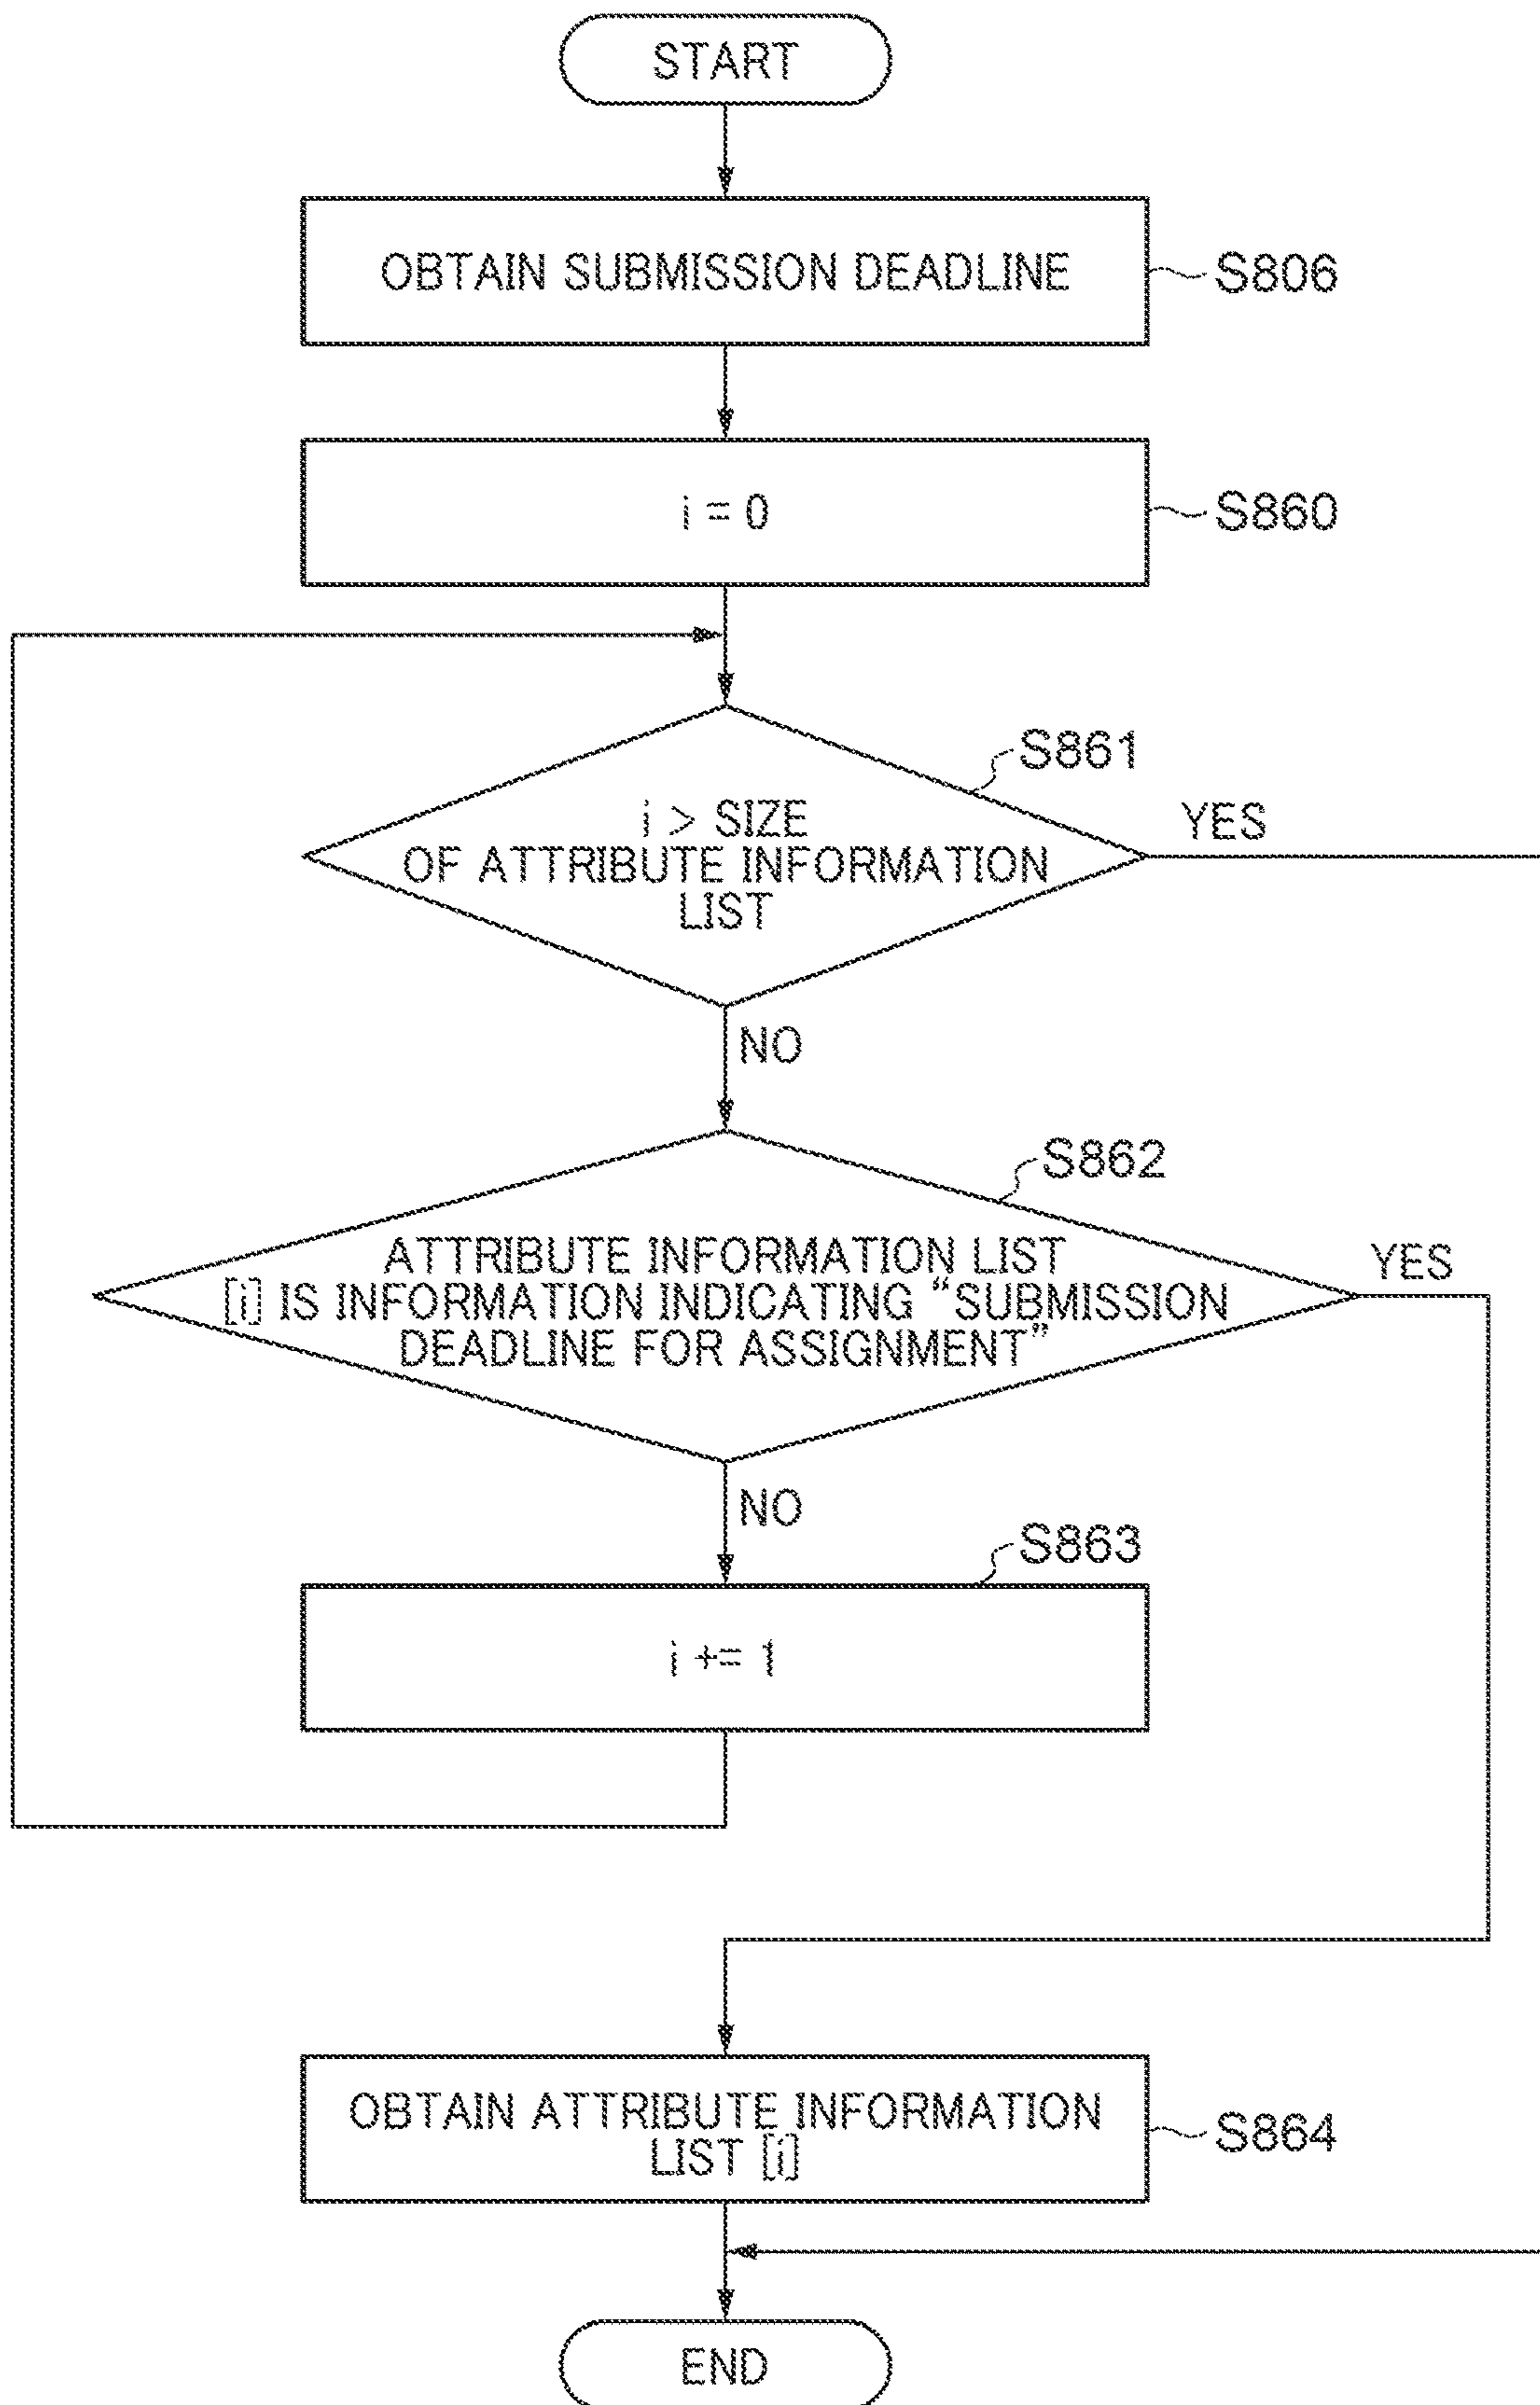 START
OBTAIN SUBMISSION DEADLINE
S806
i = 0
S860
S861
i > SIZE
OF ATTRIBUTE INFORMATION
LIST
YES
NO
S862
ATTRIBUTE INFORMATION LIST
[i] IS INFORMATION INDICATING “SUBMISSION
DEADLINE FOR ASSIGNMENT”
YES
NO
S863
i += 1
OBTAIN ATTRIBUTE INFORMATION
LIST [i]
S864
END